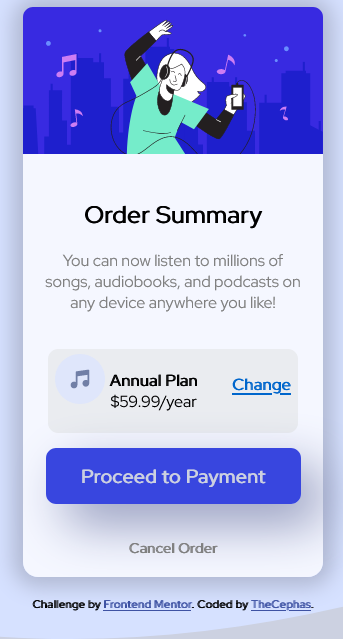 Order Summary
You can now listen to millions of
songs, audiobooks, and podcasts on
any device anywhere you like!
Annual Plan
$59.99/year
Change
Proceed to Payment
Cancel Order
Challenge by Frontend Mentor. Coded by TheCephas.